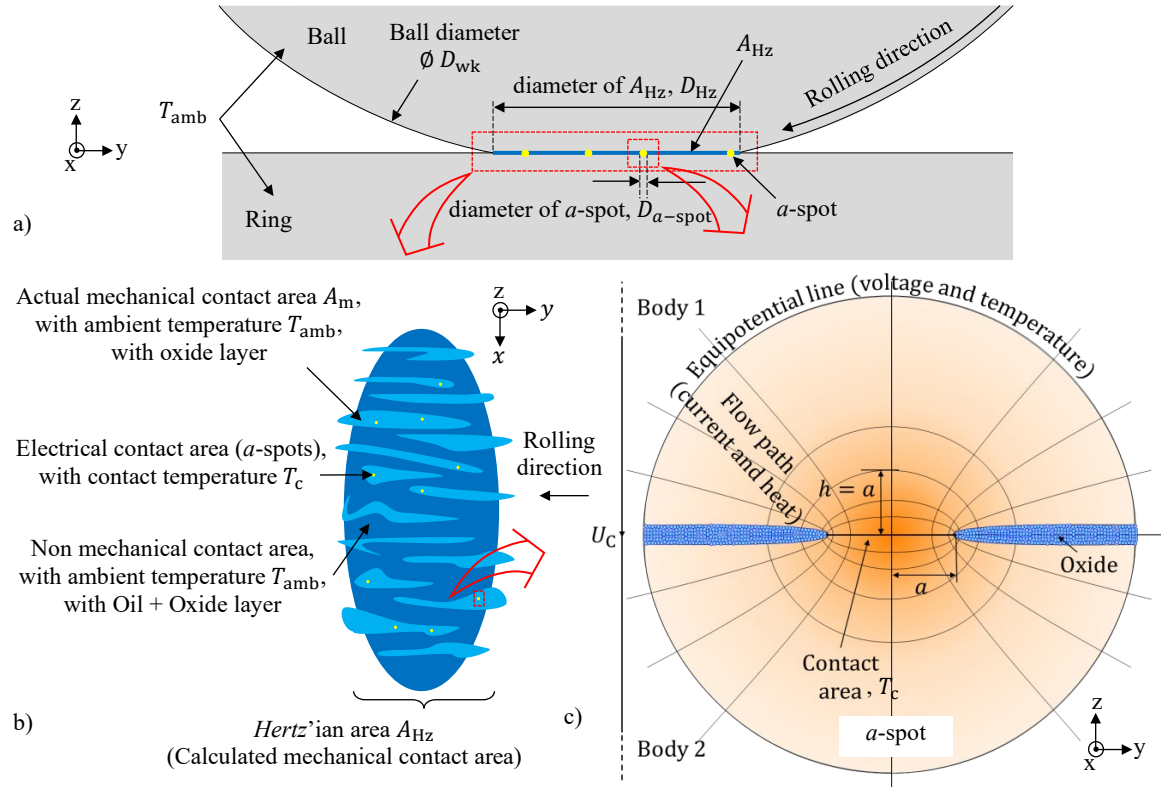 Ball
Ball diameter
∅ D_wk
A_Hz
Rolling direction
diameter of A_Hz, D_Hz
T_amb
z
y
x
diameter of a-spot, D_a−spot
a-spot
Ring
a)
Actual mechanical contact area A_m,
with ambient temperature T_amb,
with oxide layer
z
y
x
Electrical contact area (a-spots),
with contact temperature T_c
Rolling
direction
Non mechanical contact area,
with ambient temperature T_amb,
with Oil + Oxide layer
b)
Hertz'ian area A_Hz
(Calculated mechanical contact area)
Body 1
Equipotential line (voltage and temperature)
Flow path
(current and heat)
h = a
U_C
Oxide
a
Contact
area , T_c
a-spot
c)
Body 2
z
y
x